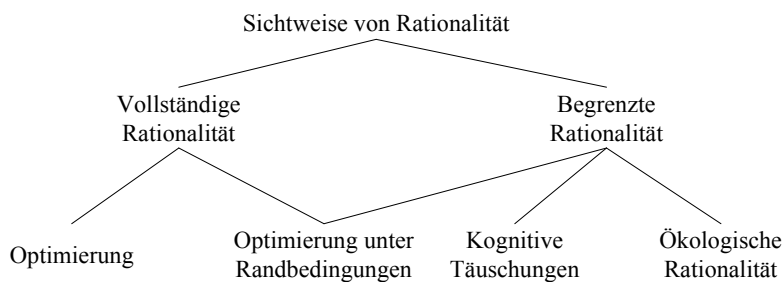 Sichtweise von Rationalität
Vollständige
Rationalität
Begrenzte
Rationalität
Optimierung
Optimierung unter
Randbedingungen
Kognitive
Täuschungen
Ökologische
Rationalität